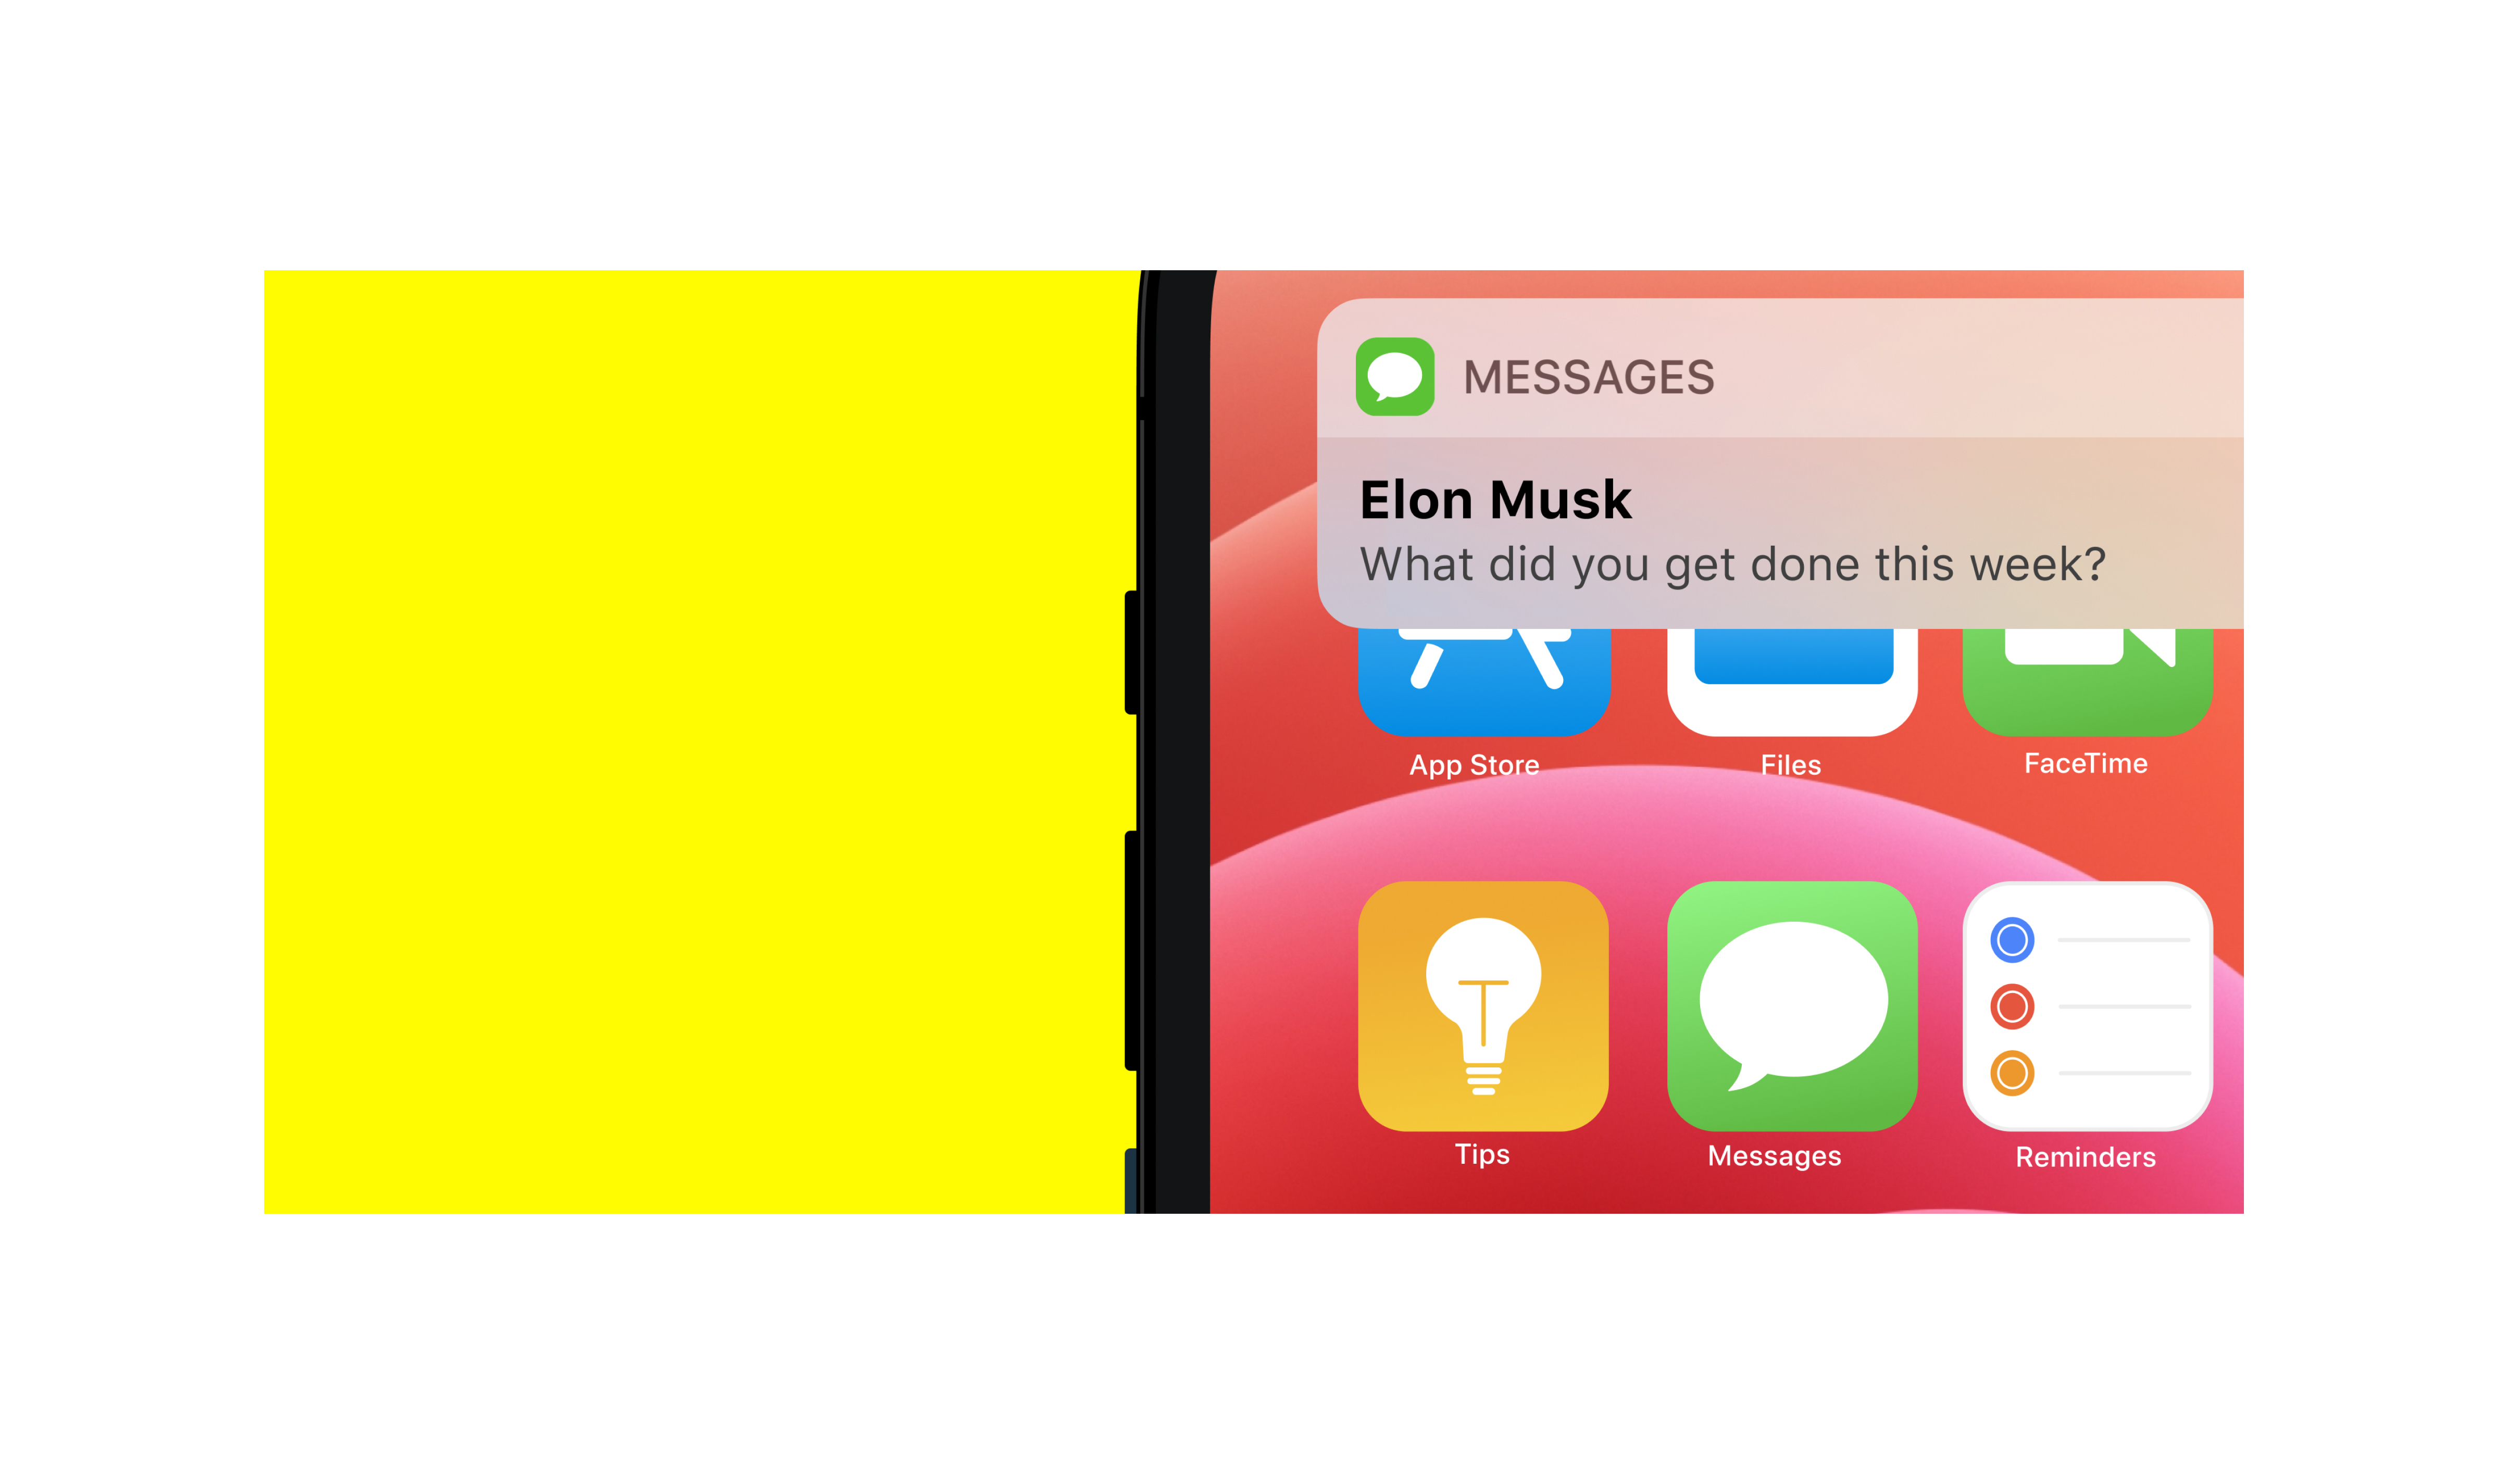 MESSAGES
Elon Musk
What did you get done this week?
App Store
Files
FaceTime
Tips
Messages
Reminders